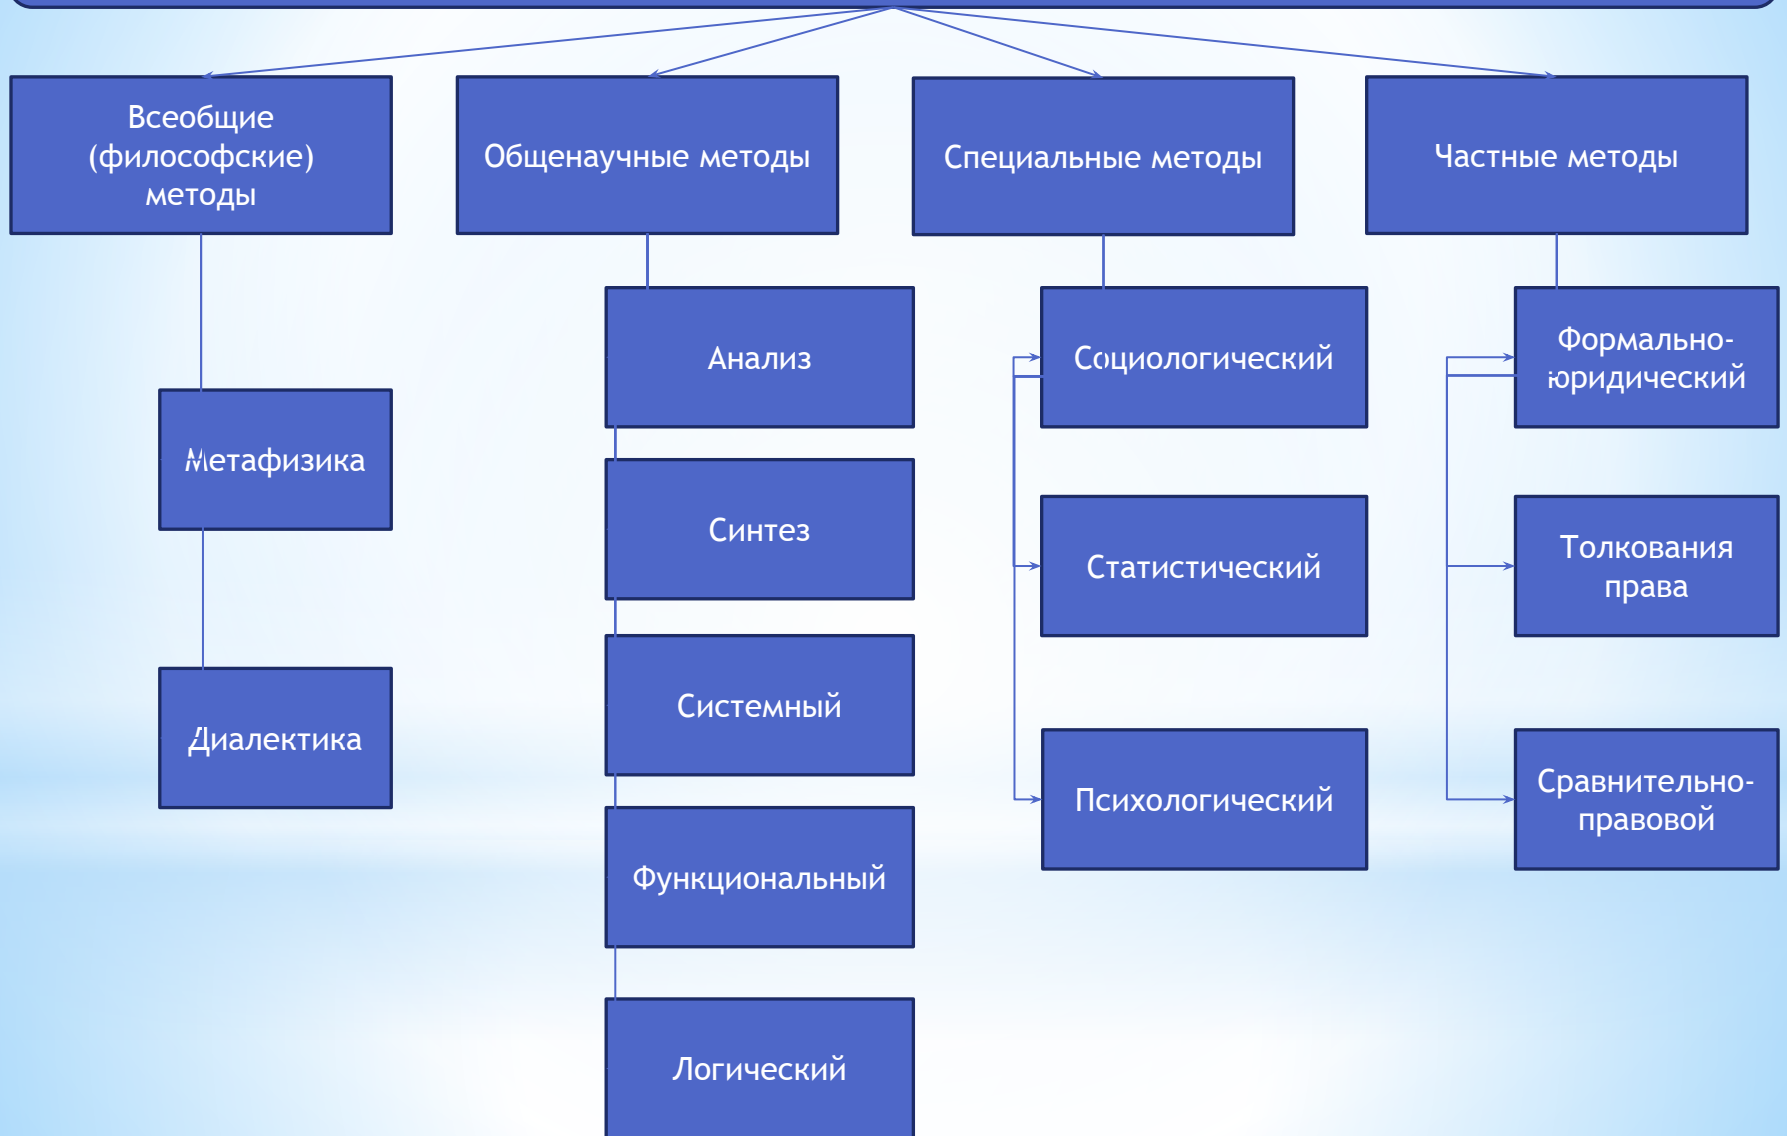 Всеобщие
(философские)
методы
Общенаучные методы
Специальные методы
Частные методы
Метафизика
Диалектика
Анализ
Синтез
Системный
Функциональный
Логический
Социологический
Статистический
Психологический
Формально-
юридический
Толкования
права
Сравнительно-
правовой